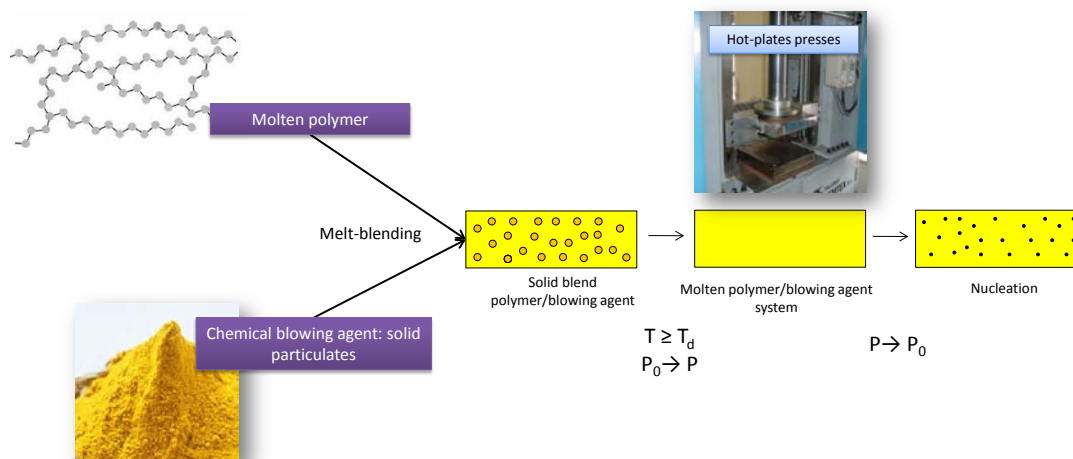 Hot-plates presses
Molten polymer
Melt-blending
Solid blend
polymer/blowing agent
Molten polymer/blowing agent
system
Nucleation
Chemical blowing agent: solid
particulates
T ≥ Td
P0→ P
P→ P0